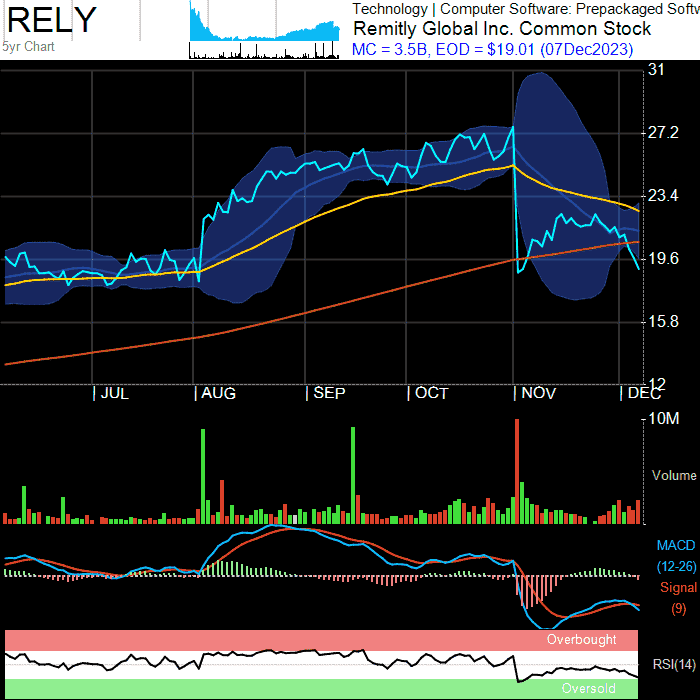 RELY
5yr Chart
Technology | Computer Software: Prepackaged Softw
Remitly Global Inc. Common Stock
MC = 3.5B, EOD = $19.01 (07Dec2023)
31
27.2
23.4
19.6
15.8
12
JUL
AUG
SEP
OCT
NOV
DEC
10M
Volume
MACD
(12-26)
Signal
(9)
Overbought
RSI(14)
Oversold